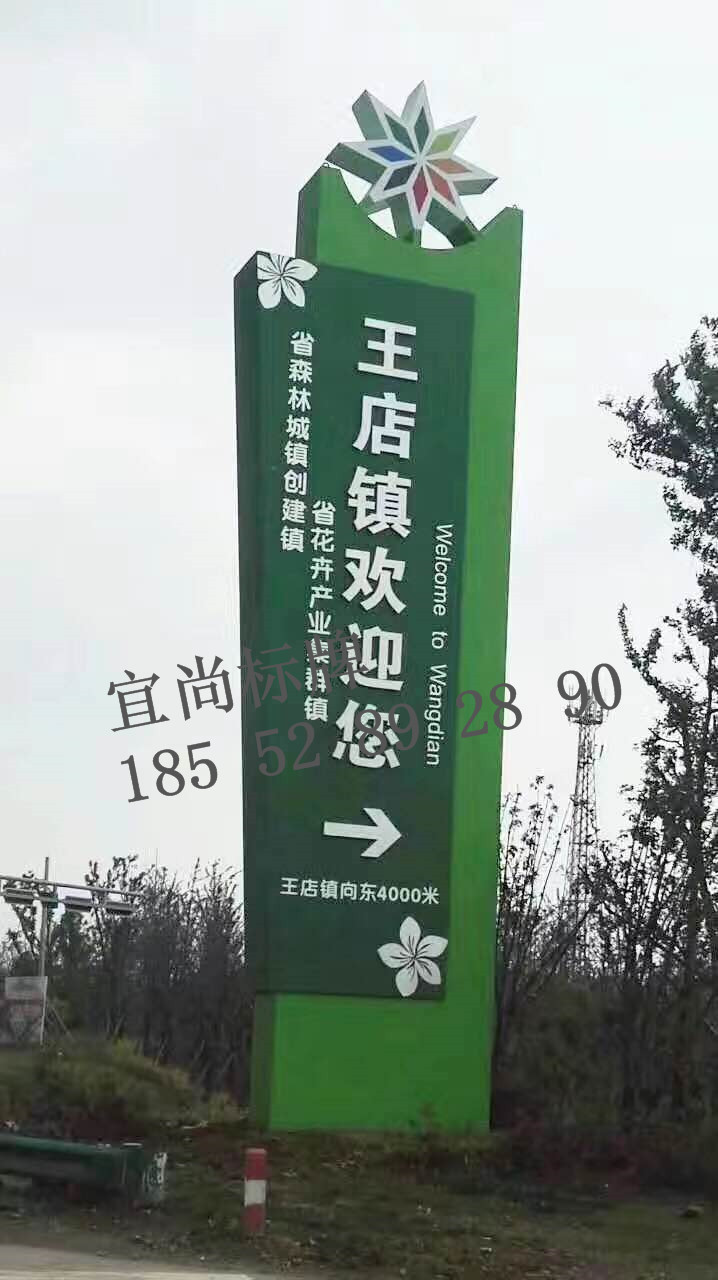 王店镇欢迎您
Welcome to Wangdian
省森林城镇创建镇
省花卉产业集群镇
王店镇向东4000米
宜尚标牌
185 52 89 28 90